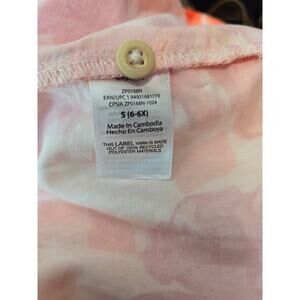 ZP0168N
EAN/UPC 1 94931681770
CPSIA ZP0168N-1024
S (6-6X)
Made In Cambodia
Hecho En Camboya
THIS LABEL YARN IS MADE
OUT OF 100% RECYCLED
POLYESTER MATERIALS.